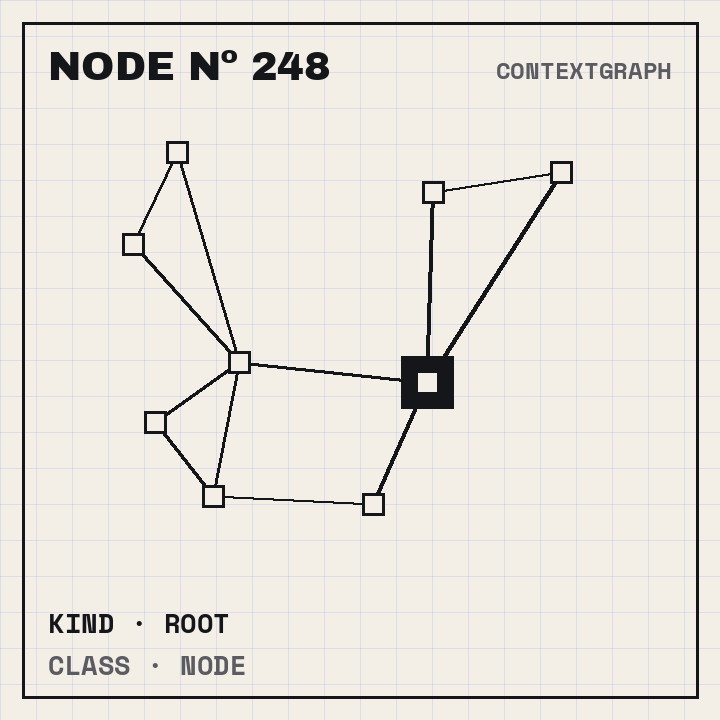 NODE Nº 248
CONTEXTGRAPH
KIND · ROOT
CLASS · NODE